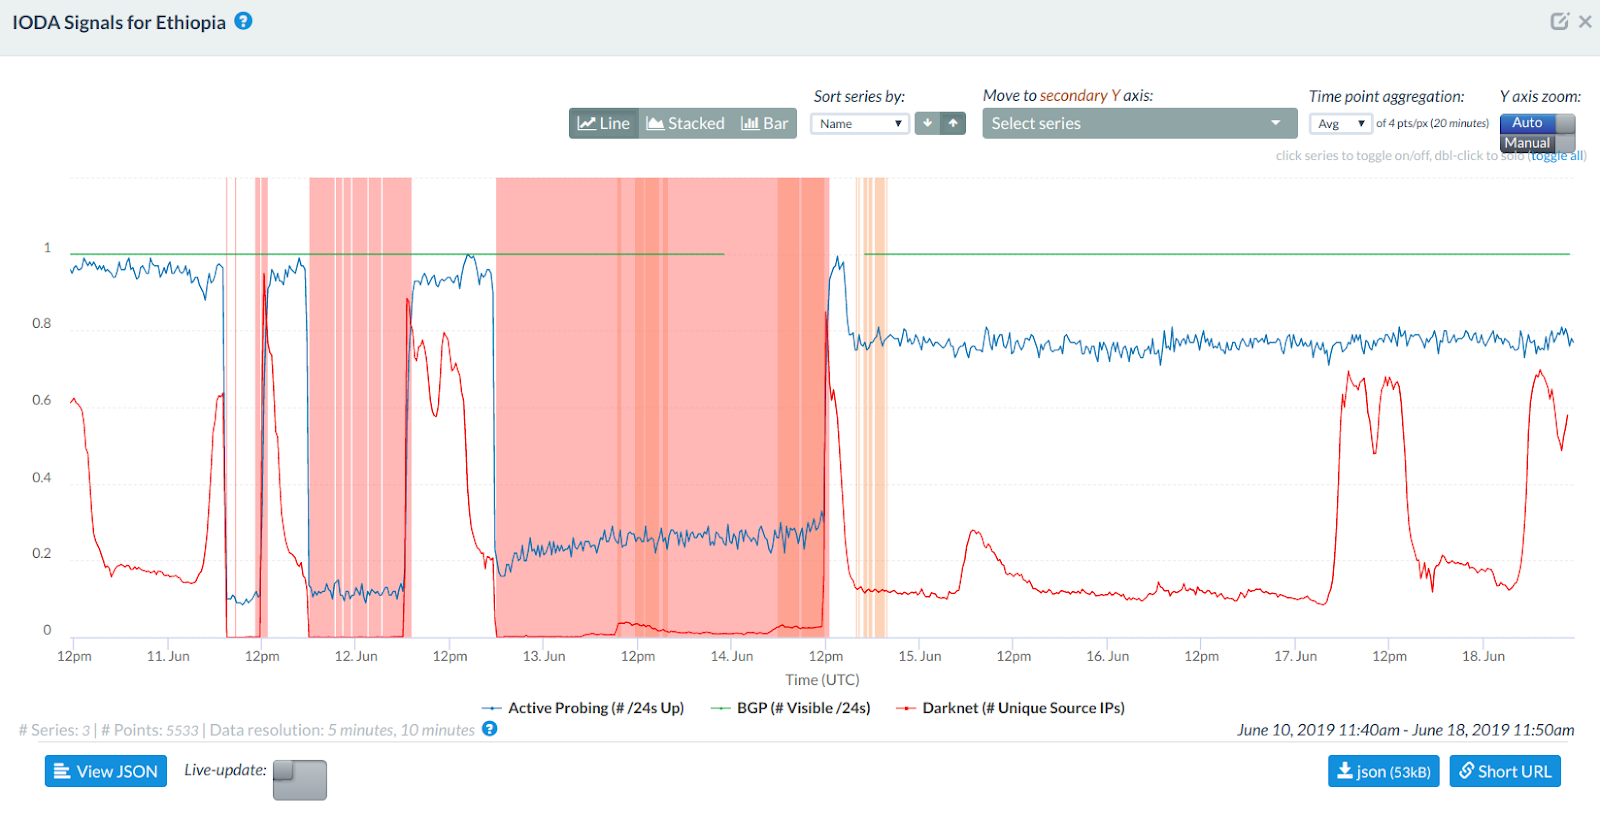 IODA Signals for Ethiopia ?
Sort series by:
Move to secondary Y axis:
Time point aggregation:
Y axis zoom:
Line Stacked Bar
Name
Select series
Avg of 4 pts/px (20 minutes)
Auto
Manual
click series to toggle on/off, dbl-click to solo (toggle all)
1
0.8
0.6
0.4
0.2
0
12pm 11. Jun 12pm 12. Jun 12pm 13. Jun 12pm 14. Jun 12pm 15. Jun 12pm 16. Jun 12pm 17. Jun 12pm 18. Jun
Time (UTC)
Active Probing (# /24s Up) BGP (# Visible /24s) Darknet (# Unique Source IPs)
# Series: 3 | # Points: 5533 | Data resolution: 5 minutes, 10 minutes ?
June 10, 2019 11:40am - June 18, 2019 11:50am
View JSON Live-update:
json (53kB) Short URL